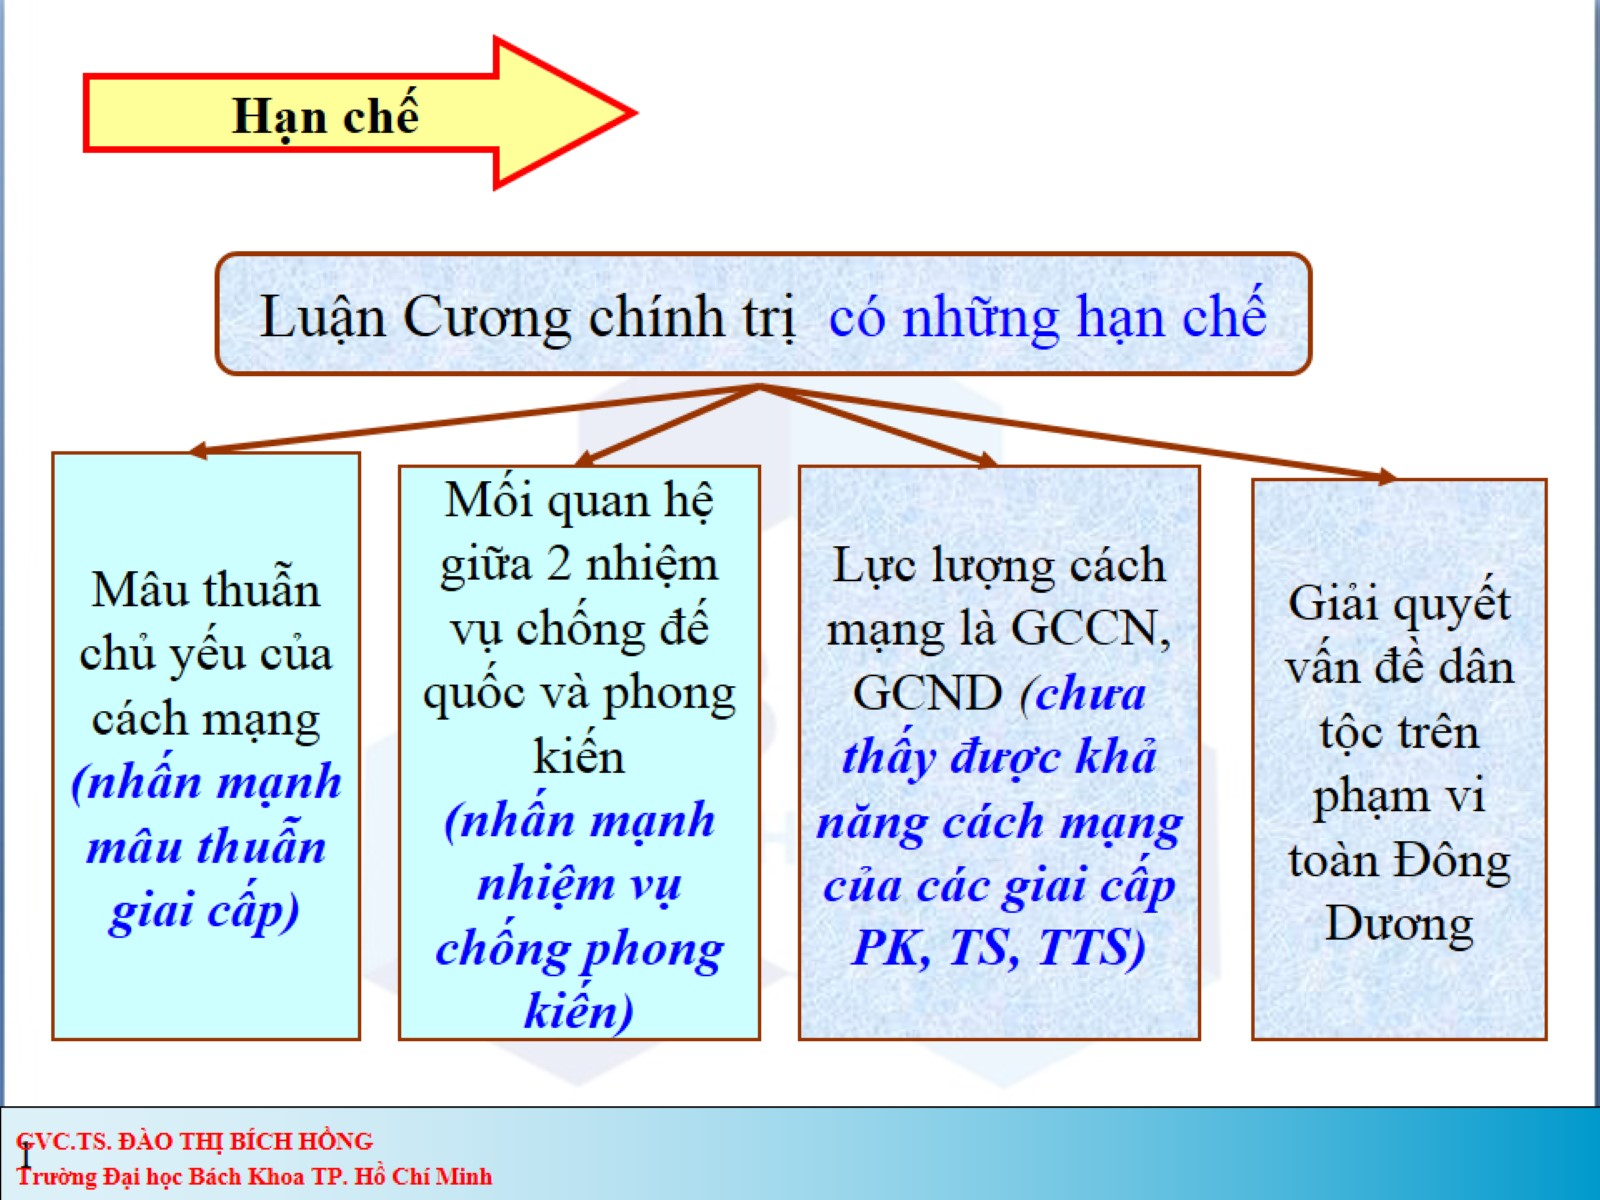 Hạn chế
Luận Cương chính trị có những hạn chế
Mâu thuẫn
chủ yếu của
cách mạng
(nhấn mạnh
mâu thuẫn
giai cấp)
Mối quan hệ
giữa 2 nhiệm
vụ chống đế
quốc và phong
kiến
(nhấn mạnh
nhiệm vụ
chống phong
kiến)
Lực lượng cách
mạng là GCCN,
GCND (chưa
thấy được khả
năng cách mạng
của các giai cấp
PK, TS, TTS)
Giải quyết
vấn đề dân
tộc trên
phạm vi
toàn Đông
Dương
GVC.TS. ĐÀO THỊ BÍCH HỒNG
1
Trường Đại học Bách Khoa TP. Hồ Chí Minh